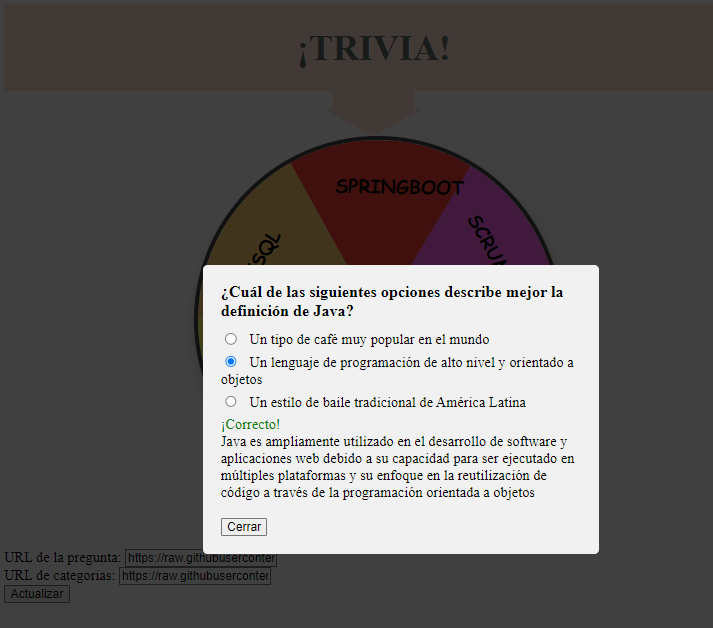 ¡TRIVIA!
SPRINGBOOT
SQL
¿Cuál de las siguientes opciones describe mejor la
definición de Java?
Un tipo de café muy popular en el mundo
Un lenguaje de programación de alto nivel y orientado a
objetos
Un estilo de baile tradicional de América Latina
¡Correcto!
Java es ampliamente utilizado en el desarrollo de software y
aplicaciones web debido a su capacidad para ser ejecutado en
múltiples plataformas y su enfoque en la reutilización de
código a través de la programación orientada a objetos
Cerrar
URL de la pregunta: https://raw.githubuserconter
URL de categorias: https://raw.githubuserconter
Actualizar